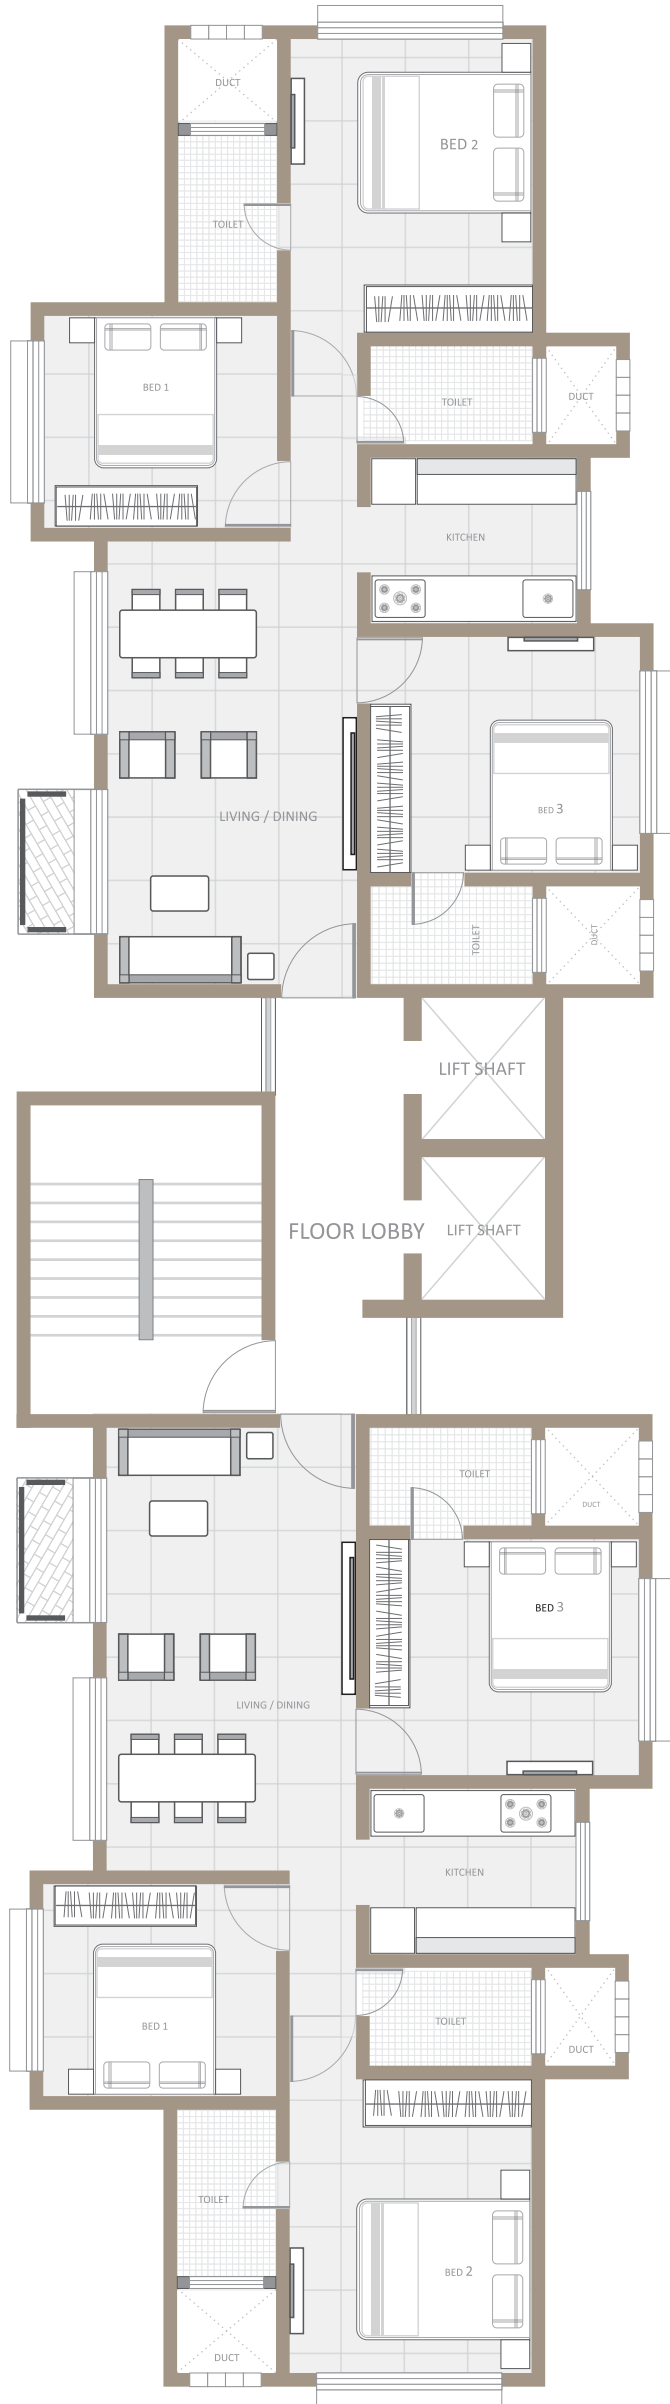 DUCT
BED 2
TOILET
BED 1
TOILET
DUCT
KITCHEN
BED 3
LIVING / DINING
TOILET
DUCT
LIFT SHAFT
FLOOR LOBBY
LIFT SHAFT
TOILET
DUCT
BED 3
LIVING / DINING
KITCHEN
BED 1
TOILET
DUCT
TOILET
BED 2
DUCT